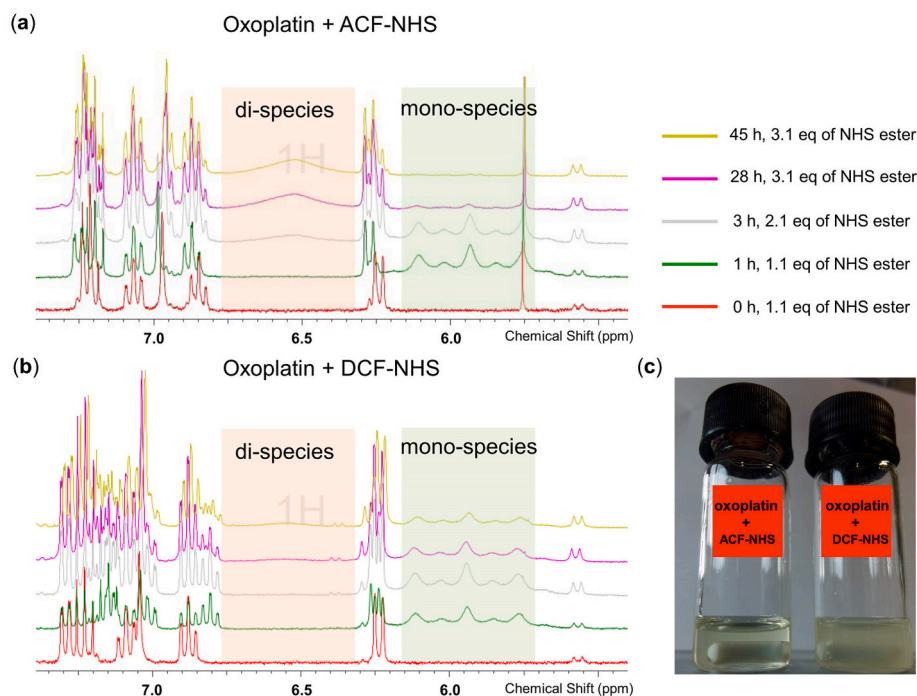 (a)
Oxoplatin + ACF-NHS
di-species
mono-species
1H
7.0
6.5
6.0
Chemical Shift (ppm)
45 h, 3.1 eq of NHS ester
28 h, 3.1 eq of NHS ester
3 h, 2.1 eq of NHS ester
1 h, 1.1 eq of NHS ester
0 h, 1.1 eq of NHS ester
(b)
Oxoplatin + DCF-NHS
di-species
mono-species
1H
7.0
6.5
6.0
Chemical Shift (ppm)
(c)
oxoplatin
+
ACF-NHS
oxoplatin
+
DCF-NHS